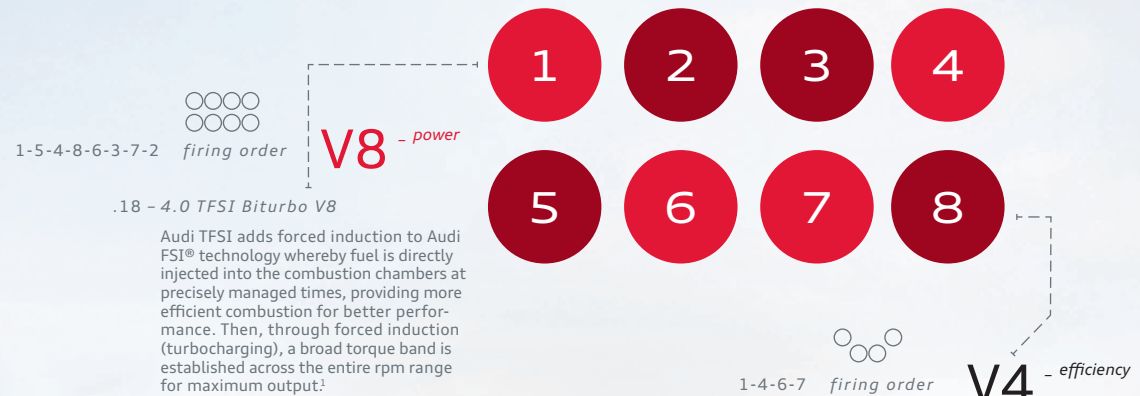 1 2 3 4
1-5-4-8-6-3-7-2 firing order
V8 – power
5 6 7 8
.18 – 4.0 TFSI Biturbo V8
Audi TFSI adds forced induction to Audi
FSI® technology whereby fuel is directly
injected into the combustion chambers at
precisely managed times, providing more
efficient combustion for better perfor-
mance. Then, through forced induction
(turbocharging), a broad torque band is
established across the entire rpm range
for maximum output.¹
1-4-6-7 firing order
V4 – efficiency